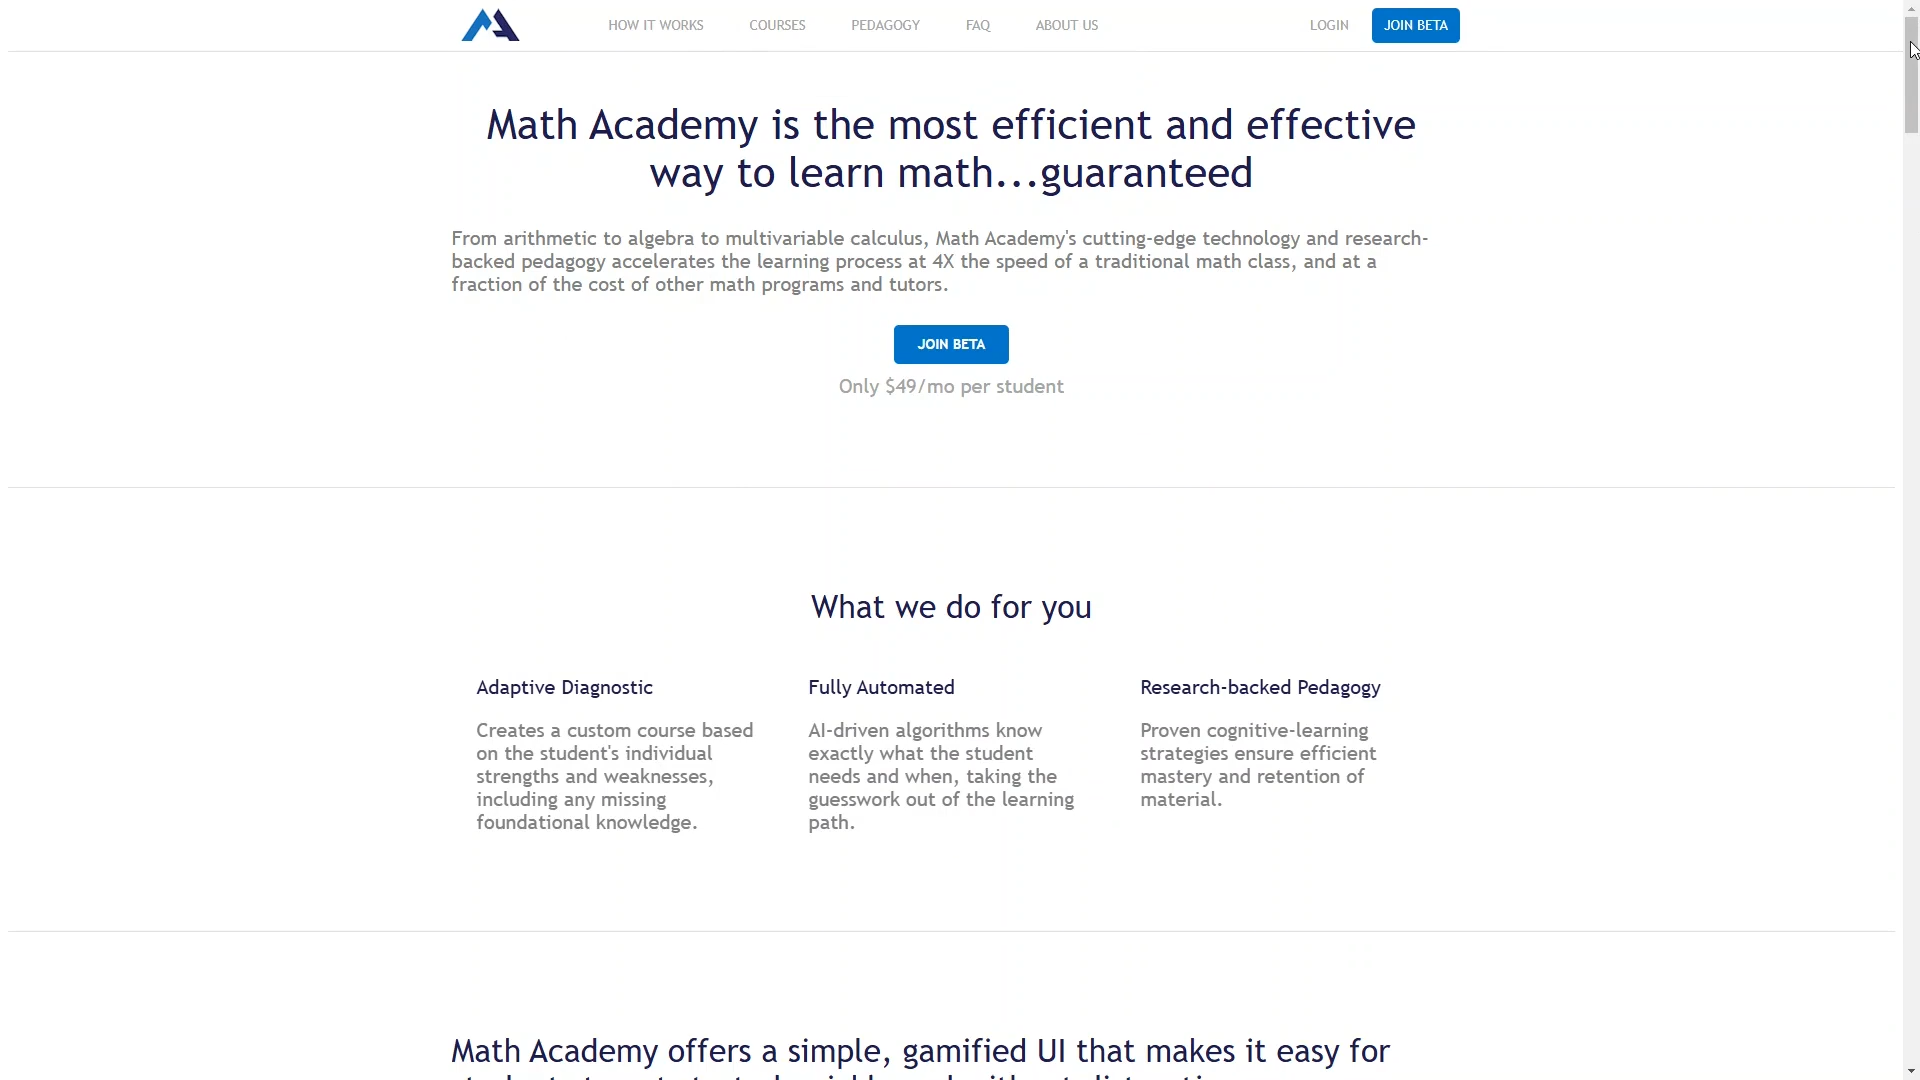 HOW IT WORKS COURSES PEDAGOGY FAQ ABOUT US LOGIN JOIN BETA
Math Academy is the most efficient and effective
way to learn math...guaranteed
From arithmetic to algebra to multivariable calculus, Math Academy's cutting-edge technology and research-
backed pedagogy accelerates the learning process at 4X the speed of a traditional math class, and at a
fraction of the cost of other math programs and tutors.
JOIN BETA
Only $49/mo per student
What we do for you
Adaptive Diagnostic
Creates a custom course based
on the student's individual
strengths and weaknesses,
including any missing
foundational knowledge.
Fully Automated
AI-driven algorithms know
exactly what the student
needs and when, taking the
guesswork out of the learning
path.
Research-backed Pedagogy
Proven cognitive-learning
strategies ensure efficient
mastery and retention of
material.
Math Academy offers a simple, gamified UI that makes it easy for